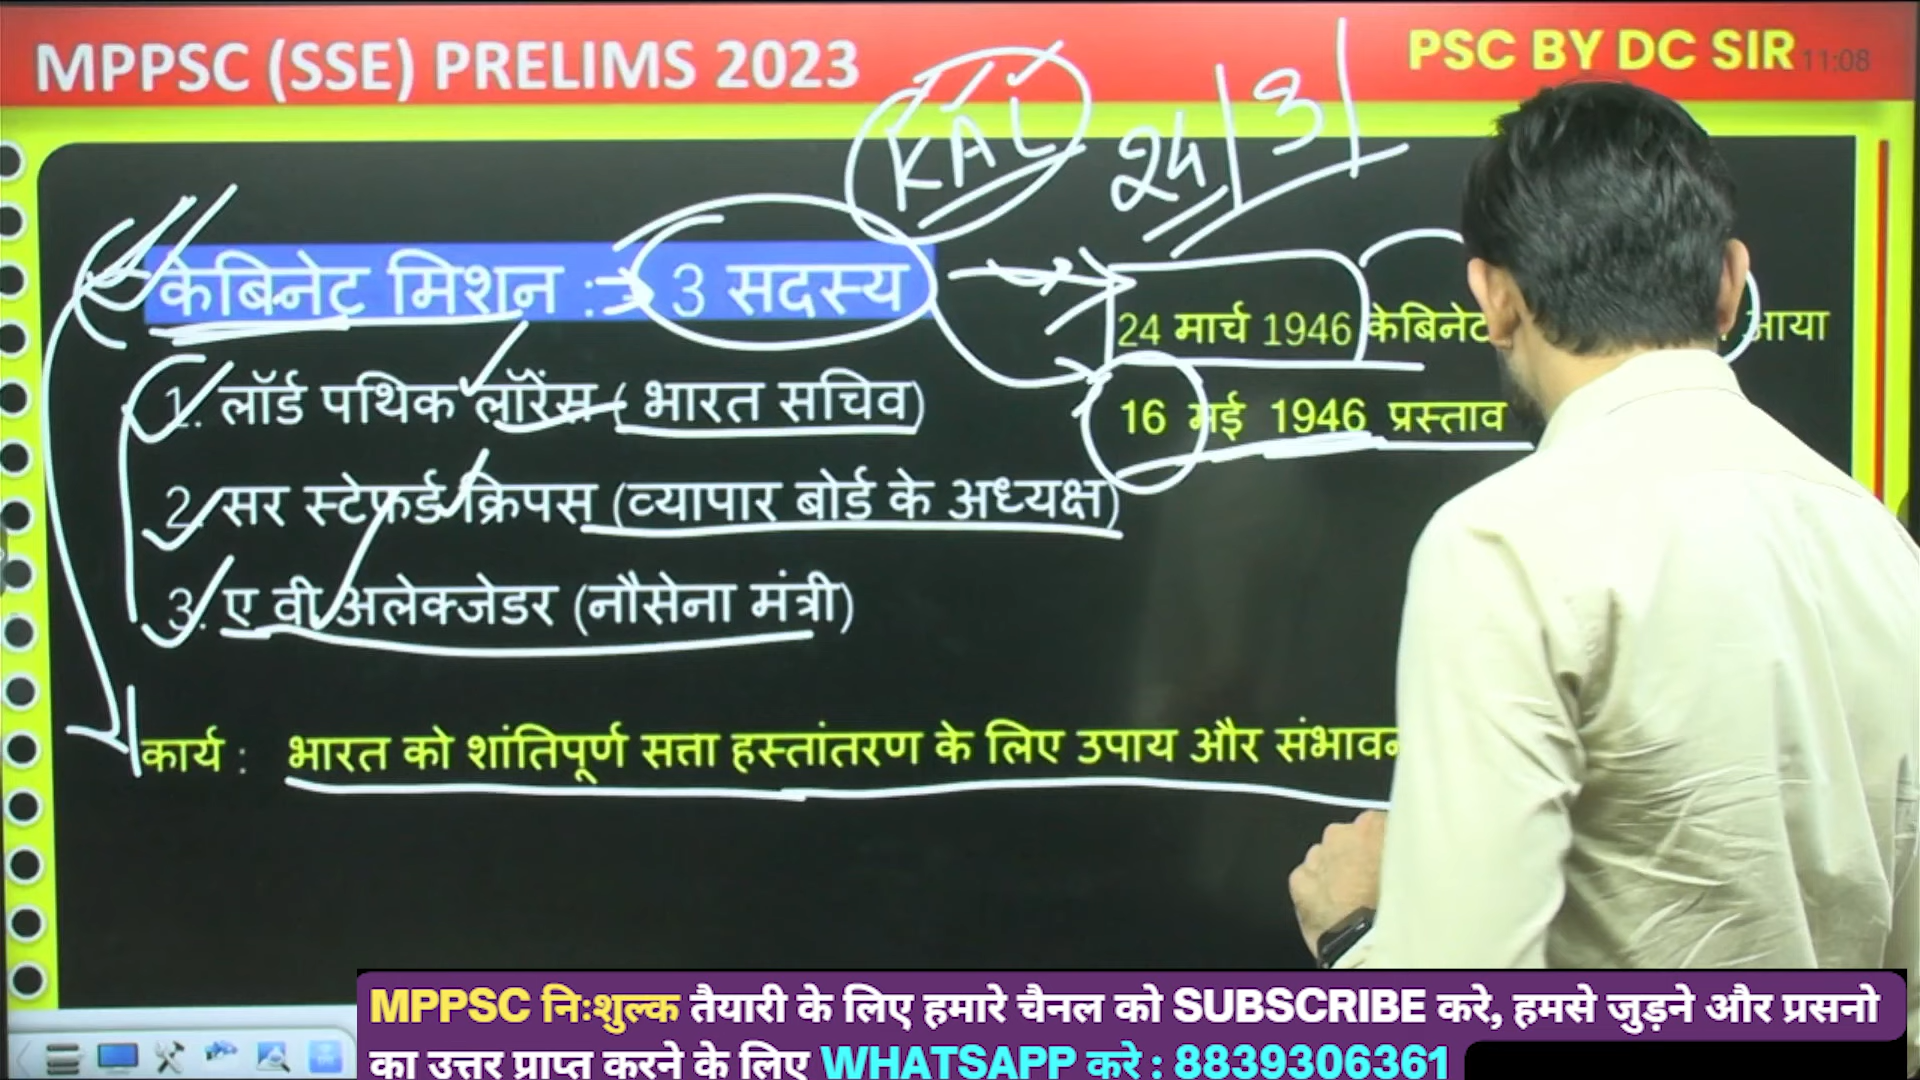 MPPSC (SSE) PRELIMS 2023
PSC BY DC SIR
11:08
KAL
24/3/
केबिनेट मिशन : 3 सदस्य
24 मार्च 1946 केबिनेट आया
1. लॉर्ड पथिक लॉरेंस ( भारत सचिव)
16 मई 1946 प्रस्ताव
2. सर स्टेफर्ड क्रिपस (व्यापार बोर्ड के अध्यक्ष)
3. ए वी अलेक्जेडर (नौसेना मंत्री)
कार्य : भारत को शांतिपूर्ण सत्ता हस्तांतरण के लिए उपाय और
MPPSC नि:शुल्क तैयारी के लिए हमारे चैनल को SUBSCRIBE करे, हमसे जुड़ने और प्रसनो
का उत्तर प्राप्त करने के लिए WHATSAPP करे : 8839306361